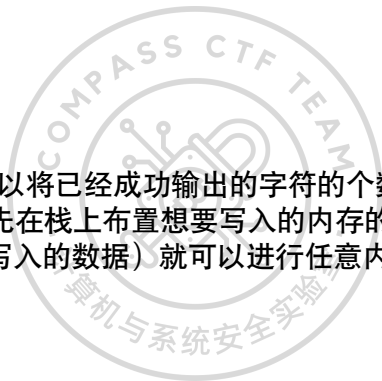 COMPASS CTF TEAM
以将已经成功输出的字符的个
先在栈上布置想要写入的内存的
写入的数据）就可以进行任意内
计算机与系统安全实验室